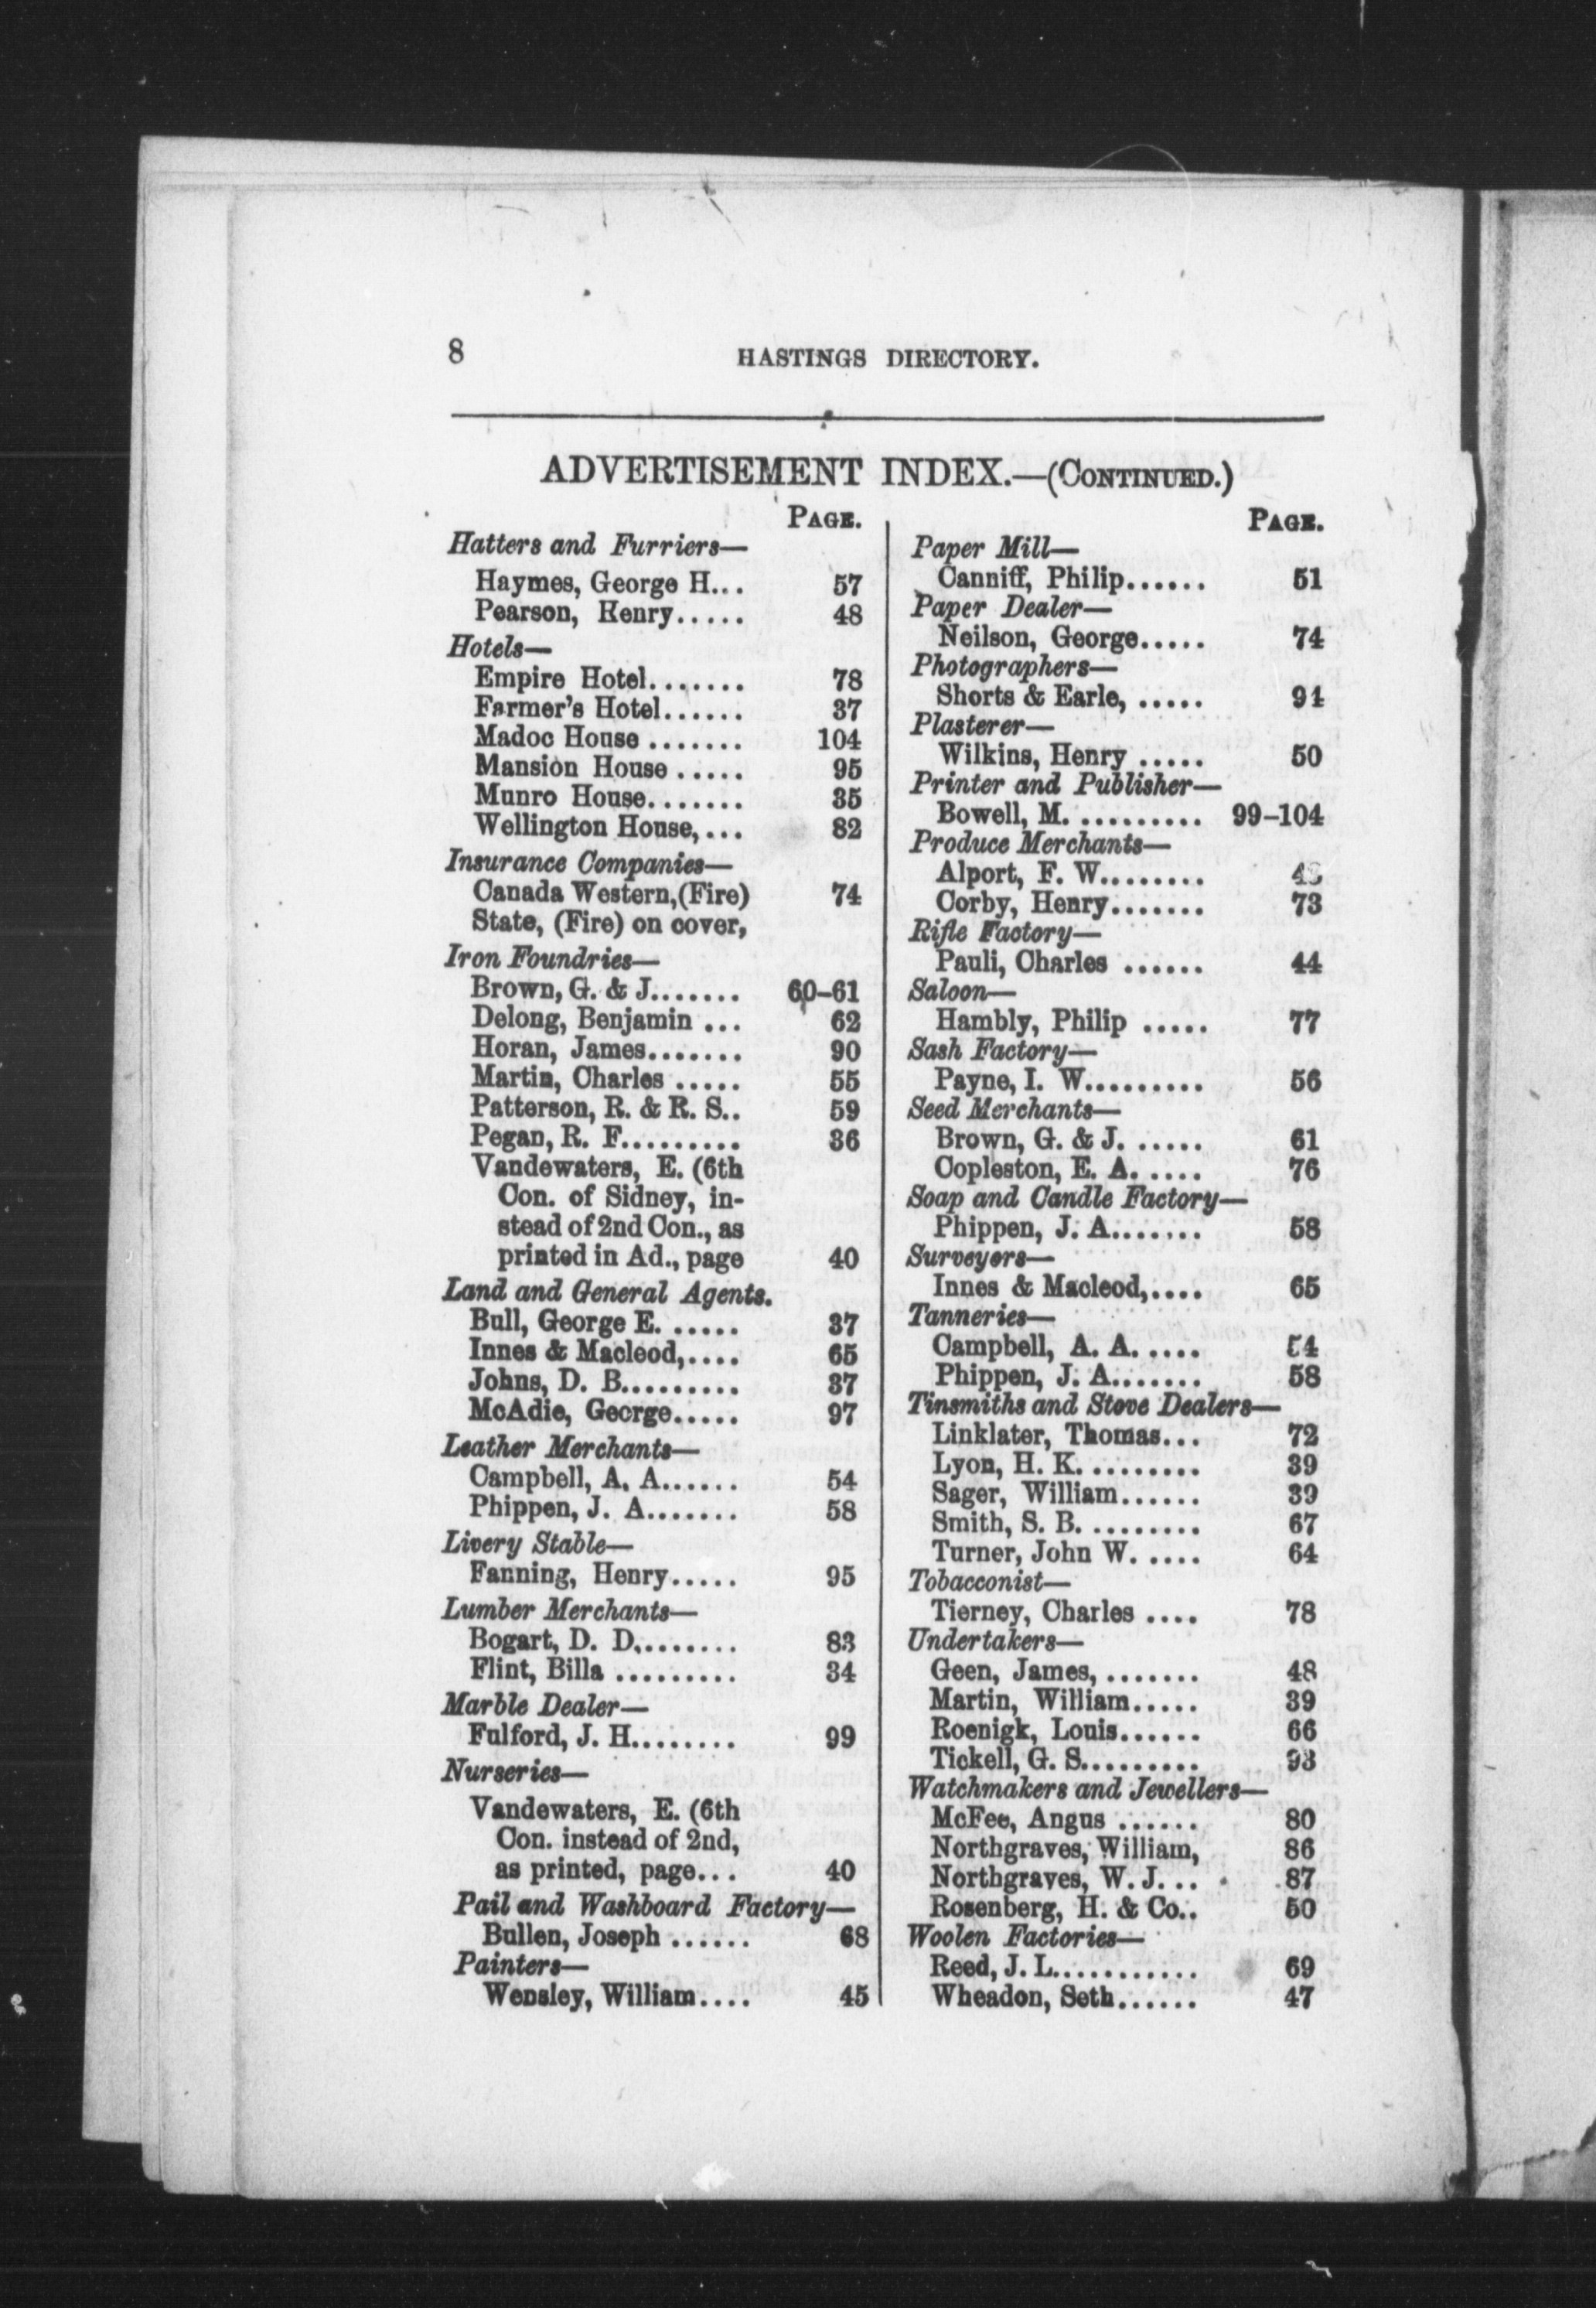 8
HASTINGS DIRECTORY.
ADVERTISEMENT INDEX.—(CONTINUED.)
PAGE.
Hatters and Furriers—
Haymes, George H... 57
Pearson, Henry..... 48
Hotels—
Empire Hotel....... 78
Farmer's Hotel...... 37
Madoc House ....... 104
Mansion House ..... 95
Munro House....... 35
Wellington House,... 82
Insurance Companies—
Canada Western,(Fire) 74
State, (Fire) on cover,
Iron Foundries—
Brown, G. & J....... 60-61
Delong, Benjamin ... 62
Horan, James....... 90
Martin, Charles ..... 55
Patterson, R. & R. S.. 59
Pegan, R. F......... 36
Vandewaters, E. (6th
Con. of Sidney, in-
stead of 2nd Con., as
printed in Ad., page 40
Land and General Agents.
Bull, George E. ..... 37
Innes & Macleod,.... 65
Johns, D. B......... 37
McAdie, George..... 97
Leather Merchants—
Campbell, A. A...... 54
Phippen, J. A....... 58
Livery Stable—
Fanning, Henry..... 95
Lumber Merchants—
Bogart, D. D........ 83
Flint, Billa ......... 34
Marble Dealer—
Fulford, J. H........ 99
Nurseries—
Vandewaters, E. (6th
Con. instead of 2nd,
as printed, page... 40
Pail and Washboard Factory—
Bullen, Joseph ...... 68
Painters—
Wensley, William.... 45
PAGE.
Paper Mill—
Canniff, Philip...... 51
Paper Dealer—
Neilson, George..... 74
Photographers—
Shorts & Earle, ..... 94
Plasterer—
Wilkins, Henry ..... 50
Printer and Publisher—
Bowell, M. ......... 99-104
Produce Merchants—
Alport, F. W........
Corby, Henry....... 73
Rifle Factory—
Pauli, Charles ...... 44
Saloon—
Hambly, Philip ..... 77
Sash Factory—
Payne, I. W......... 56
Seed Merchants—
Brown, G. & J. ..... 61
Copleston, E. A. .... 76
Soap and Candle Factory—
Phippen, J. A....... 58
Surveyors—
Innes & Macleod,.... 65
Tanneries—
Campbell, A. A. .... 54
Phippen, J. A....... 58
Tinsmiths and Stove Dealers—
Linklater, Thomas... 72
Lyon, H. K. ......... 39
Sager, William...... 39
Smith, S. B. ......... 67
Turner, John W. .... 64
Tobacconist—
Tierney, Charles .... 78
Undertakers—
Geen, James, ....... 48
Martin, William..... 39
Roenigk, Louis...... 66
Tickell, G. S......... 93
Watchmakers and Jewellers—
McFee, Angus ...... 80
Northgraves, William, 86
Northgraves, W. J. .. 87
Rosenberg, H. & Co.. 50
Woolen Factories—
Reed, J. L............ 69
Wheadon, Seth...... 47